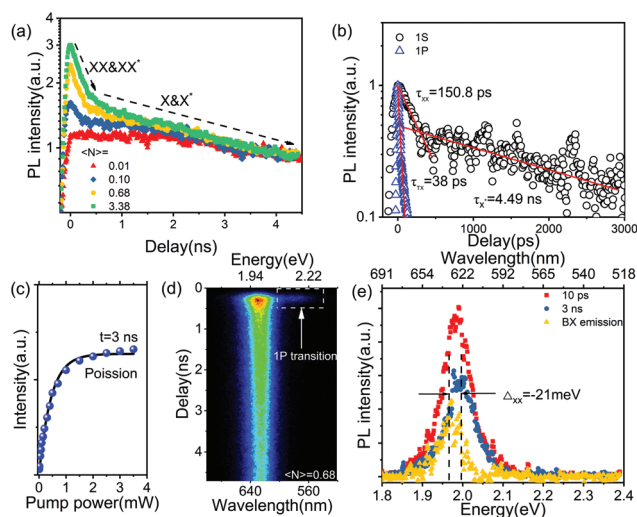 (a)
4
3
2
1
XX&XX*
X&X*
<N>=
0.01
0.10
0.68
3.38
PL intensity(a.u.)
0 1 2 3 4
Delay(ns)
(b)
1S
1P
1
0.1
τxx=150.8 ps
τTX=38 ps
τX*=4.49 ns
PL intensity(a.u.)
0 1000 2000 3000
Delay(ps)
(c)
t=3 ns
Poission
Intensity(a.u.)
0 1 2 3 4
Pump power(mW)
(d)
Energy(eV)
1.94 2.22
0
1
2
3
4
1P transition
<N>=0.68
Delay(ns)
640 560
Wavelength(nm)
(e)
Wavelength(nm)
691 654 622 592 565 540 518
10 ps
3 ns
BX emission
Δxx=-21meV
PL intensity(a.u.)
1.8 1.9 2.0 2.1 2.2 2.3 2.4
Energy(eV)